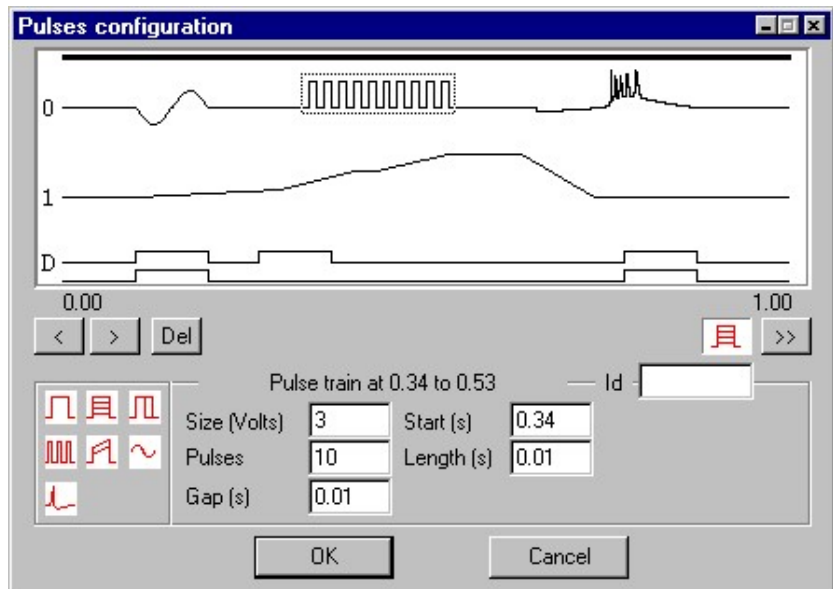 Pulses configuration
0
1
D
0.00 1.00
< > Del >>
Pulse train at 0.34 to 0.53 Id
Size (Volts) 3 Start (s) 0.34
Pulses 10 Length (s) 0.01
Gap (s) 0.01
OK Cancel